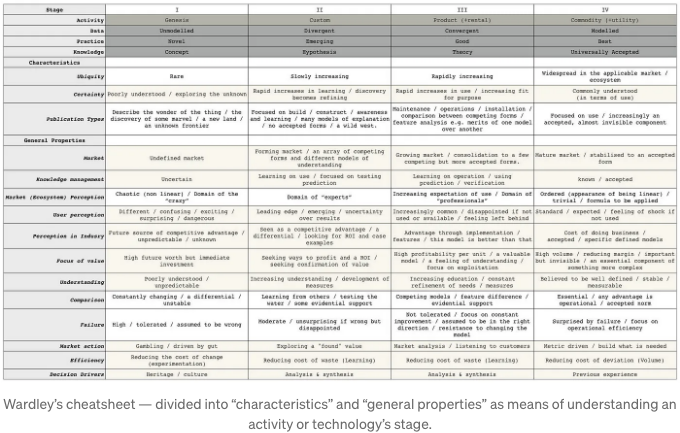 Stage I II III IV
Activity Genesis Custom Product (+rental) Commodity (+utility)
Data Unmodelled Divergent Convergent Modelled
Practice Novel Emerging Good Best
Knowledge Concept Hypothesis Theory Universally Accepted
Characteristics
Ubiquity Rare Slowly increasing Rapidly increasing Widespread in the applicable market /
ecosystem
Certainty Poorly understood / exploring the unknown Rapid increases in learning / discovery Rapid increases in use / increasing fit Commonly understood
becomes refining for purpose (in terms of use)
Publication Types Describe the wonder of the thing / the Focused on build / construct / awareness Maintenance / operations / installation / Focused on use / increasingly an
discovery of some marvel / a new land / and learning / many models of explanation comparison between competing forms / accepted, almost invisible component
an unknown frontier / no accepted forms / a wild west. feature analysis e.g. merits of one model
over another
General Properties
Market Undefined market Forming market / an array of competing Growing market / consolidation to a few Mature market / stabilised to an accepted
forms and different models of competing but more accepted forms. form
understanding
Knowledge management Uncertain Learning on use / focused on testing Learning on operation / using known / accepted
prediction prediction / verification
Market (Ecosystem) Perception Chaotic (non linear) / Domain of the Domain of "experts" Increasing expectation of use / Domain of Ordered (appearance of being linear) /
"crazy" "professionals" trivial / formula to be applied
User perception Different / confusing / exciting / Leading edge / emerging / uncertainty Increasingly common / disappointed if not Standard / expected / feeling of shock if not
surprising / dangerous over results used or available / feeling left behind used
Perception in Industry Future source of competitive advantage / Seen as a competitive advantage / a Advantage through implementation / Cost of doing business /
unpredictable / unknown differential / looking for ROI and case features / this model is better than that accepted / specific defined models
examples
Focus of value High future worth but immediate Seeking ways to profit and a ROI / High profitability per unit / a valuable High volume / reducing margin / important
investment seeking confirmation of value model / a feeling of understanding / but invisible / an essential component of
focus on exploitation something more complex
Understanding Poorly understood / Increasing understanding / development of Increasing education / constant Believed to be well defined / stable /
unpredictable measures refinement of needs / measures measurable
Comparison Constantly changing / a differential / Learning from others / testing the Competing models / feature difference / Essential / any advantage is
unstable water / some evidential support evidential support operational / accepted norm
Failure High / tolerated / assumed to be wrong Moderate / unsurprising if wrong but Not tolerated / focus on constant Surprised by failure / focus on
disappointed improvement / assumed to be in the right operational efficiency
direction / resistance to changing the
model
Market action Gambling / driven by gut Exploring a "found" value Market analysis / listening to customers Metric driven / build what is needed
Efficiency Reducing the cost of change Reducing cost of waste (Learning) Reducing cost of waste (Learning) Reducing cost of deviation (Volume)
(experimentation)
Decision Drivers Heritage / culture Analysis & synthesis Analysis & synthesis Previous experience
Wardley's cheatsheet — divided into "characteristics" and "general properties" as means of understanding an
activity or technology's stage.